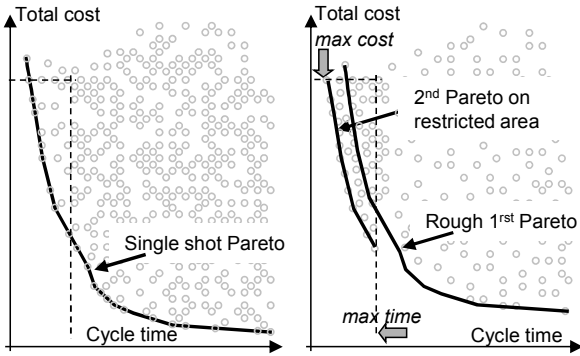 Total cost
Single shot Pareto
Cycle time
Total cost
max cost
2nd Pareto on
restricted area
Rough 1rst Pareto
max time
Cycle time